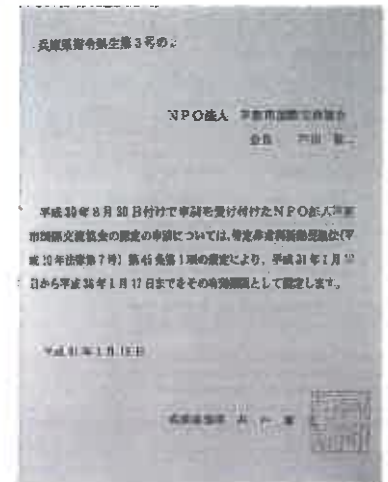 兵庫県指令県生第3号の
NPO法人
会長 戸田
平成30年8月30日付けで申請を受け付けたNPO法人
市国際交流協会の認定の申請については、特定非営利活動促進法(平
成10年法律第7号)第45条第1項の規定により、平成31年1月
日から平成36年1月17日までをその有効期間として認定します。
平成31年1月18日
兵庫県知事